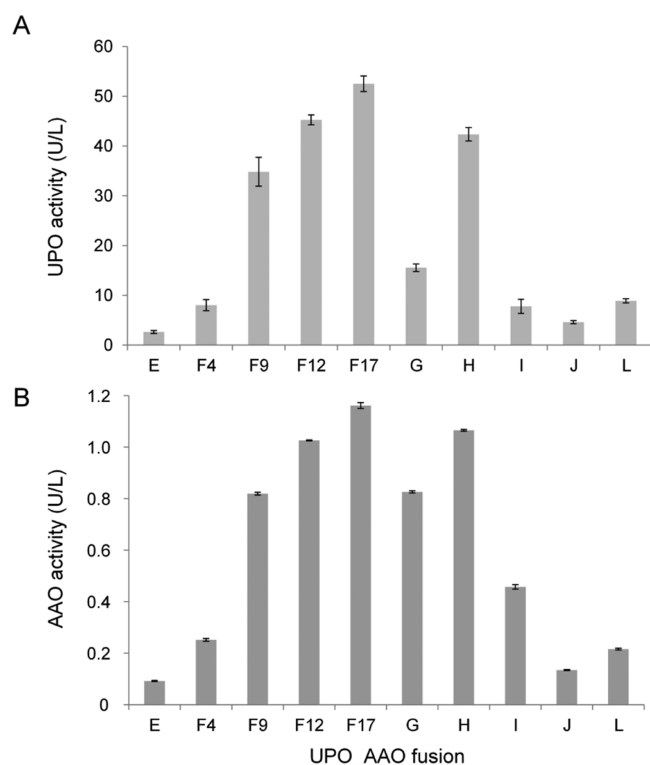 A
UPO activity (U/L)
60
50
40
30
20
10
0
E F4 F9 F12 F17 G H I J L
B
AAO activity (U/L)
1.2
1.0
0.8
0.6
0.4
0.2
0
E F4 F9 F12 F17 G H I J L
UPO AAO fusion